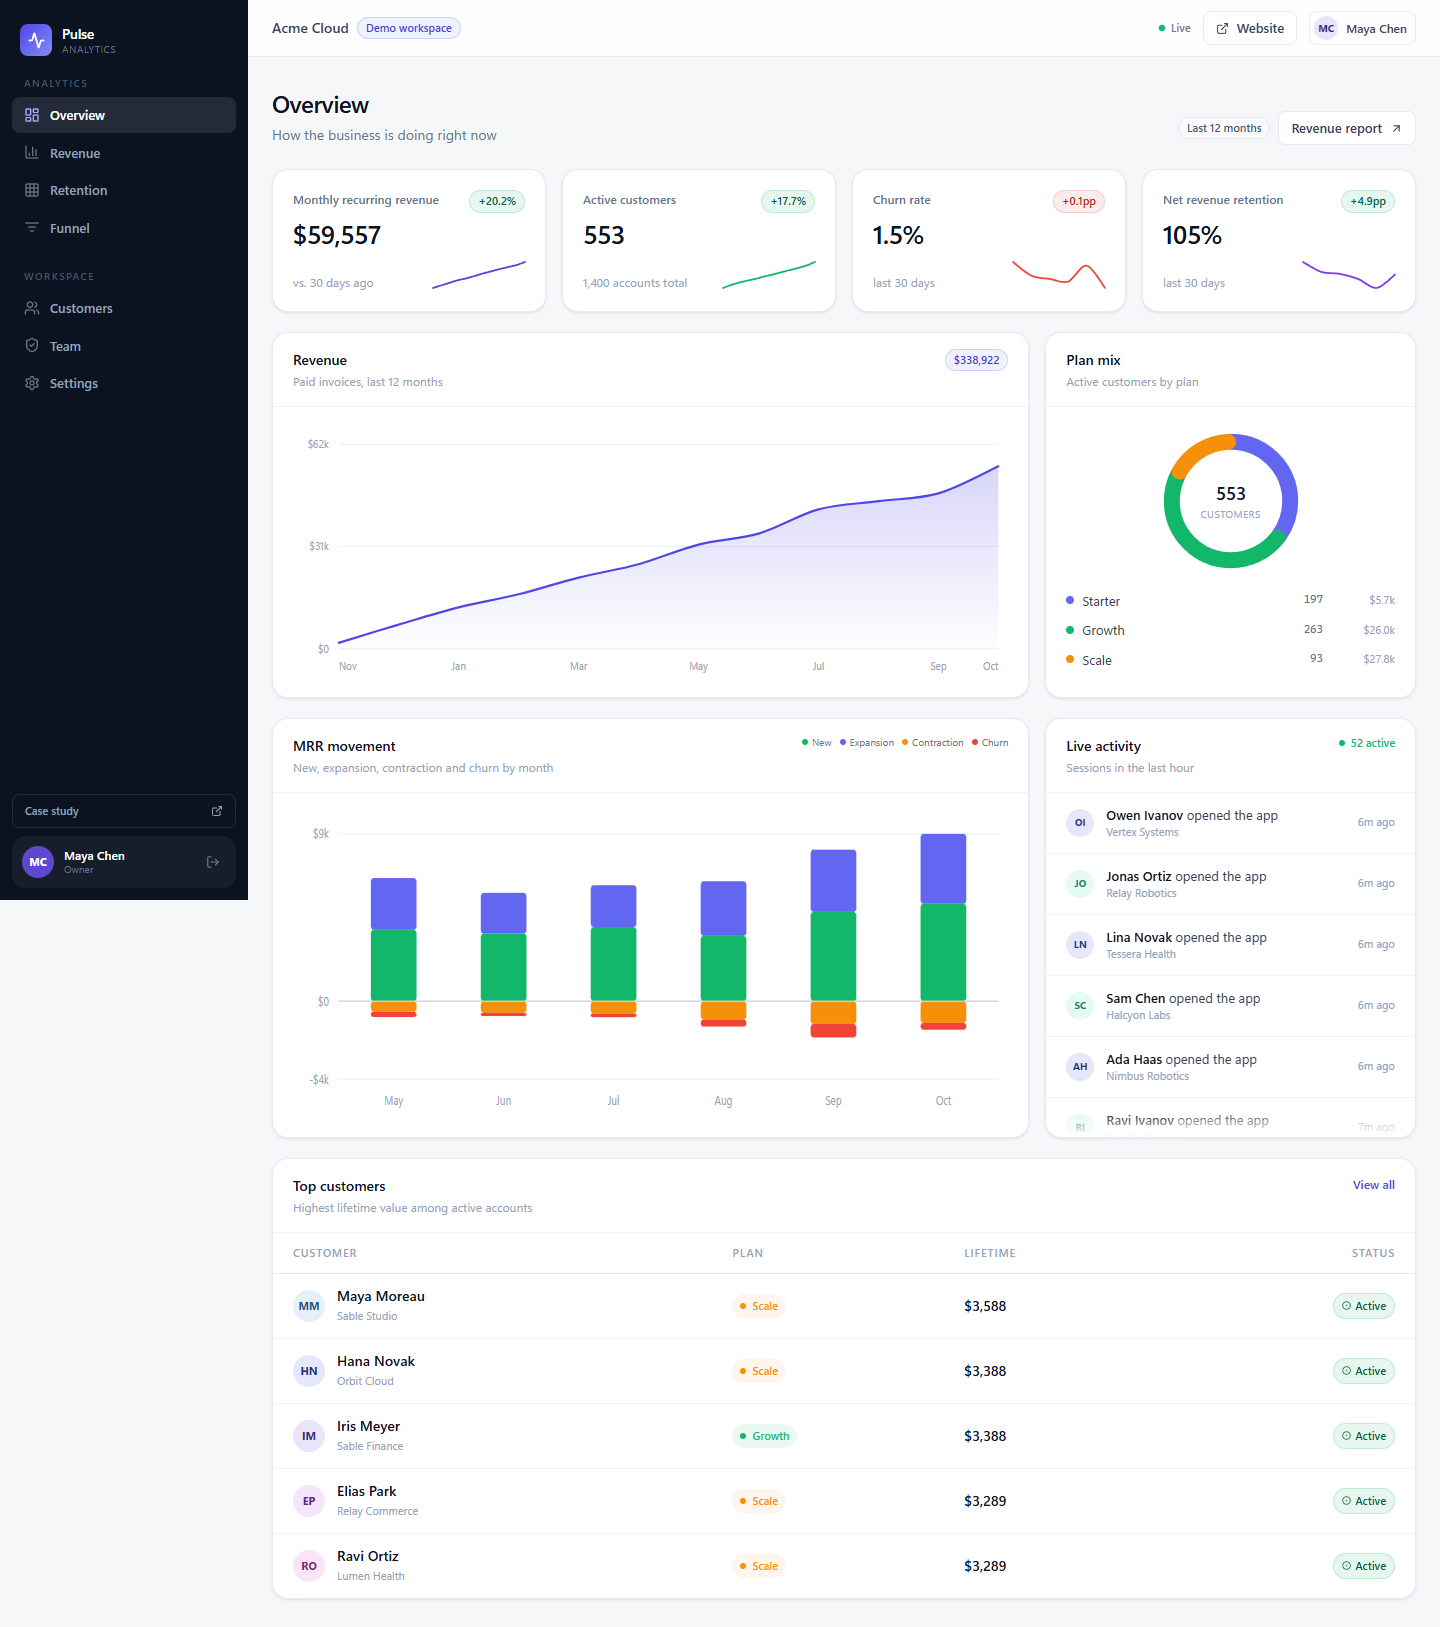 Pulse
ANALYTICS
ANALYTICS
Overview
Revenue
Retention
Funnel
WORKSPACE
Customers
Team
Settings
Case study
MC
Maya Chen
Owner
Acme Cloud
Demo workspace
Live
Website
MC
Maya Chen
Overview
How the business is doing right now
Last 12 months
Revenue report
Monthly recurring revenue
+20.2%
$59,557
vs. 30 days ago
Active customers
+17.7%
553
1,400 accounts total
Churn rate
+0.1pp
1.5%
last 30 days
Net revenue retention
+4.9pp
105%
last 30 days
Revenue
$338,922
Paid invoices, last 12 months
$62k
$31k
$0
Nov Jan Mar May Jul Sep Oct
Plan mix
Active customers by plan
553
CUSTOMERS
Starter 197 $5.7k
Growth 263 $26.0k
Scale 93 $27.8k
MRR movement
New Expansion Contraction Churn
New, expansion, contraction and churn by month
$9k
$0
-$4k
May Jun Jul Aug Sep Oct
Live activity
52 active
Sessions in the last hour
OI
Owen Ivanov opened the app
Vertex Systems
6m ago
JO
Jonas Ortiz opened the app
Relay Robotics
6m ago
LN
Lina Novak opened the app
Tessera Health
6m ago
SC
Sam Chen opened the app
Halcyon Labs
6m ago
AH
Ada Haas opened the app
Nimbus Robotics
6m ago
RI
Ravi Ivanov opened the app
7m ago
Top customers
View all
Highest lifetime value among active accounts
CUSTOMER PLAN LIFETIME STATUS
MM
Maya Moreau
Sable Studio
Scale
$3,588
Active
HN
Hana Novak
Orbit Cloud
Scale
$3,388
Active
IM
Iris Meyer
Sable Finance
Growth
$3,388
Active
EP
Elias Park
Relay Commerce
Scale
$3,289
Active
RO
Ravi Ortiz
Lumen Health
Scale
$3,289
Active